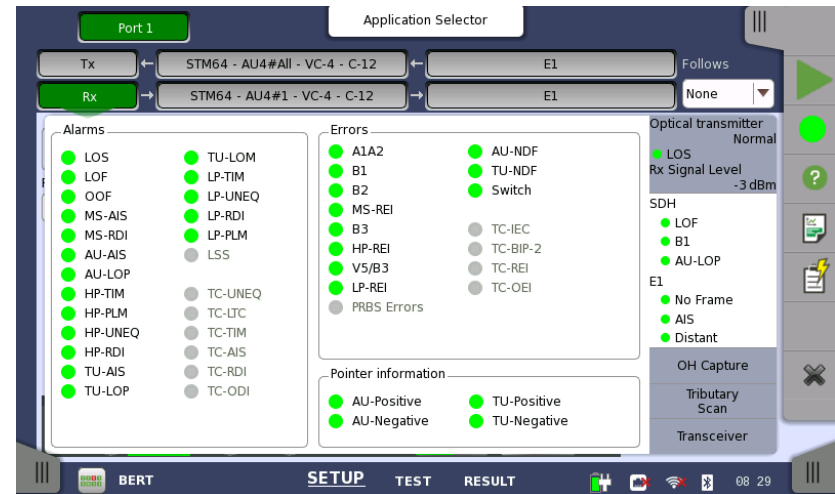 Port 1
Application Selector
Tx
STM64 - AU4#All - VC-4 - C-12
E1
Follows
Rx
STM64 - AU4#1 - VC-4 - C-12
E1
None
Alarms
LOS
LOF
OOF
MS-AIS
MS-RDI
AU-AIS
AU-LOP
HP-TIM
HP-PLM
HP-UNEQ
HP-RDI
TU-AIS
TU-LOP
TU-LOM
LP-TIM
LP-UNEQ
LP-RDI
LP-PLM
LSS
TC-UNEQ
TC-LTC
TC-TIM
TC-AIS
TC-RDI
TC-ODI
Errors
A1A2
B1
B2
MS-REI
B3
HP-REI
V5/B3
LP-REI
PRBS Errors
AU-NDF
TU-NDF
Switch
TC-IEC
TC-BIP-2
TC-REI
TC-OEI
Pointer information
AU-Positive
AU-Negative
TU-Positive
TU-Negative
Optical transmitter
Normal
LOS
Rx Signal Level
-3 dBm
SDH
LOF
B1
AU-LOP
E1
No Frame
AIS
Distant
OH Capture
Tributary
Scan
Transceiver
?
BERT
SETUP
TEST
RESULT
08 29